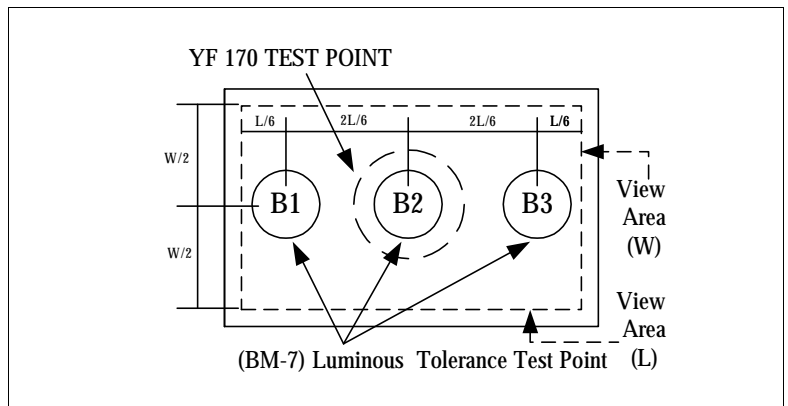 YF 170 TEST POINT
L/6
2L/6
2L/6
L/6
W/2
W/2
B1
B2
B3
View
Area
(W)
View
Area
(L)
(BM-7) Luminous Tolerance Test Point